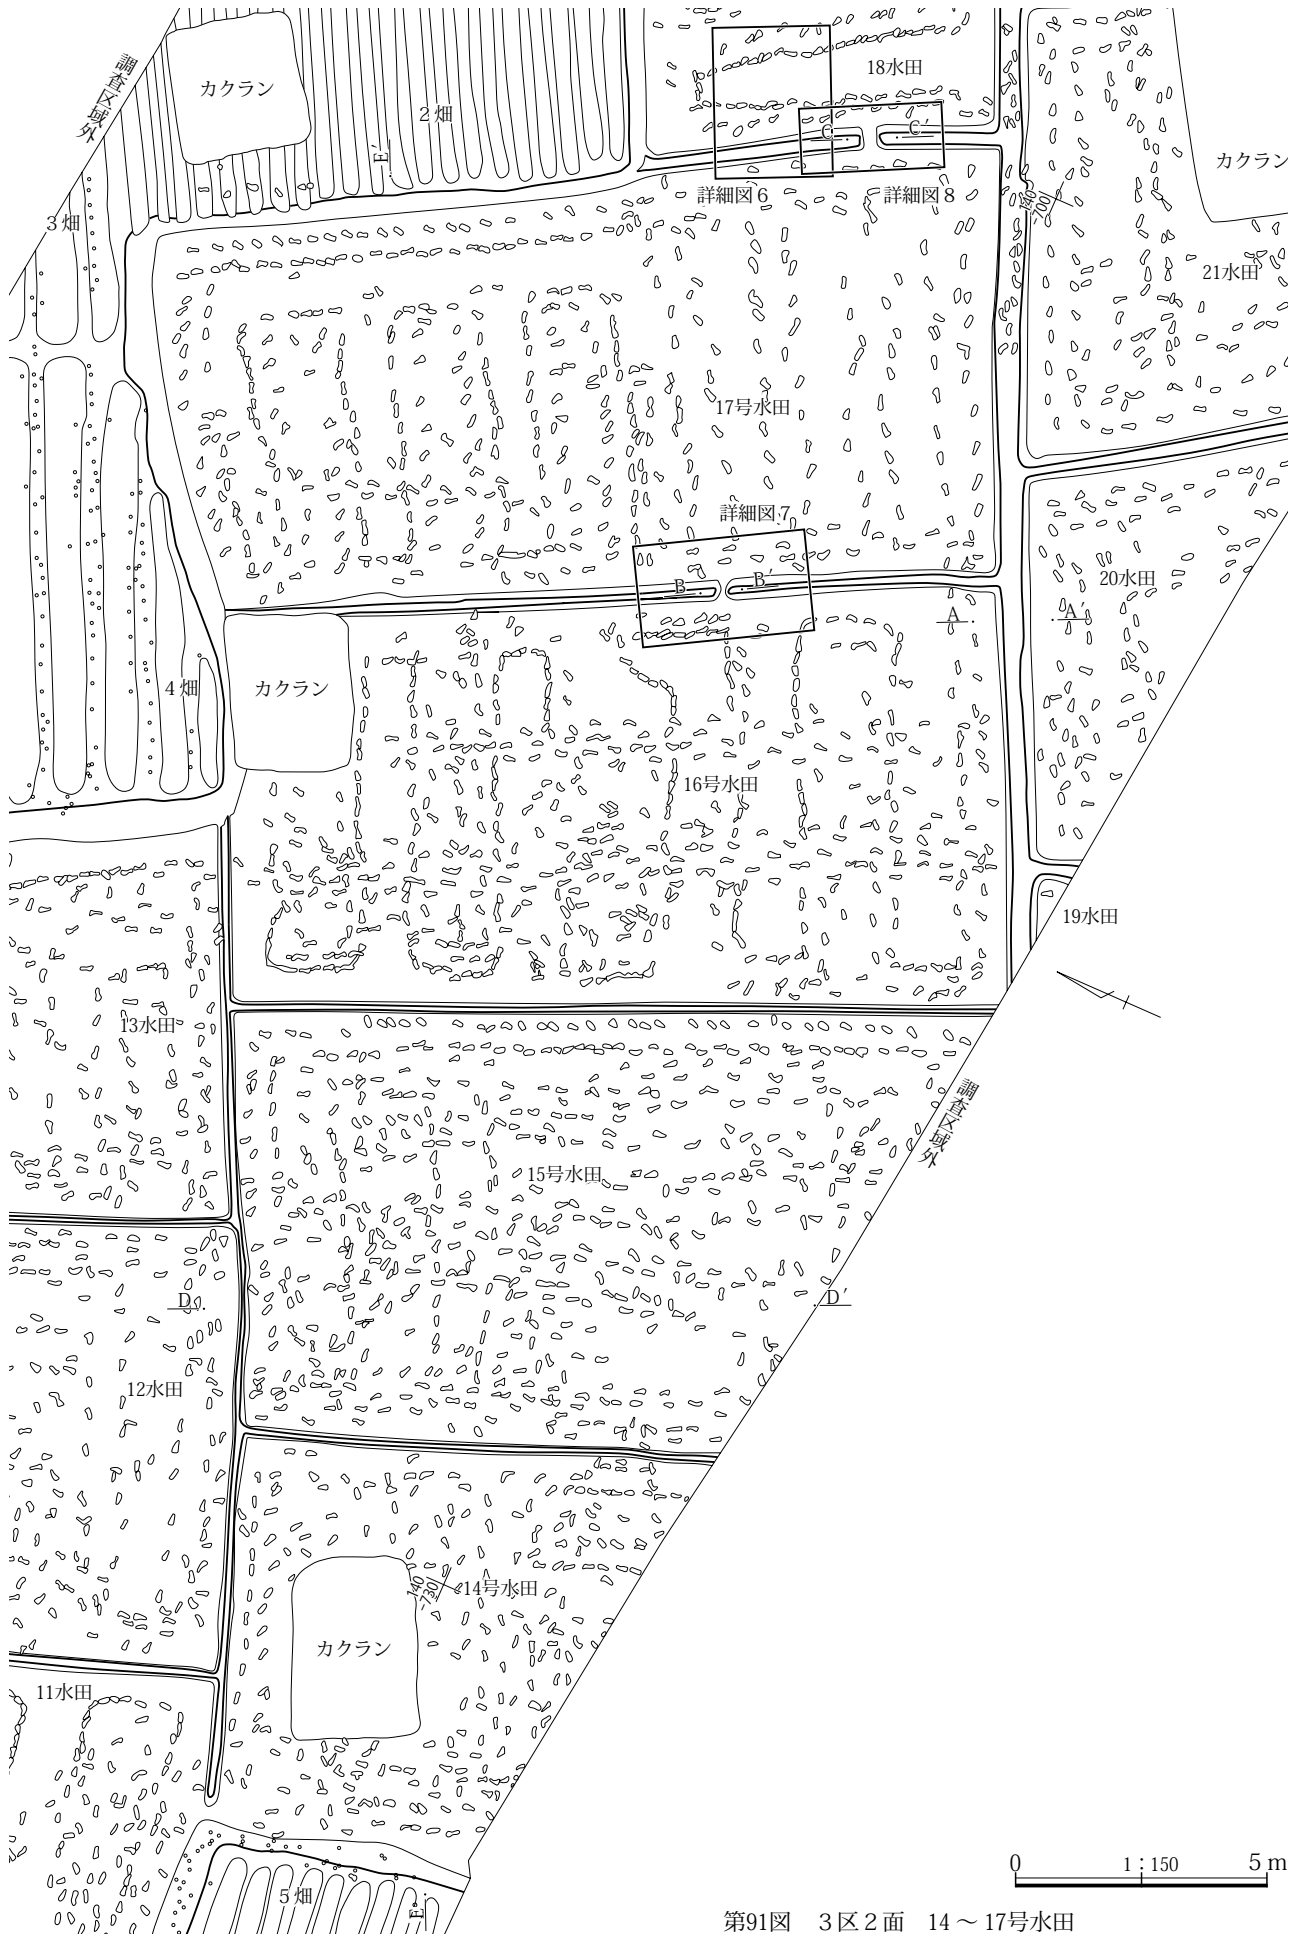 調査区域外
カクラン
2畑
E′
18水田
C
C′
詳細図6
詳細図8
カクラン
3畑
140
-700
21水田
17号水田
詳細図7
B
B′
20水田
A
A′
4畑
カクラン
16号水田
19水田
13水田
調査区域外
15号水田
D
D′
12水田
140
-730
14号水田
カクラン
11水田
5畑
E
0 1:150 5m
第91図 3区2面 14~17号水田